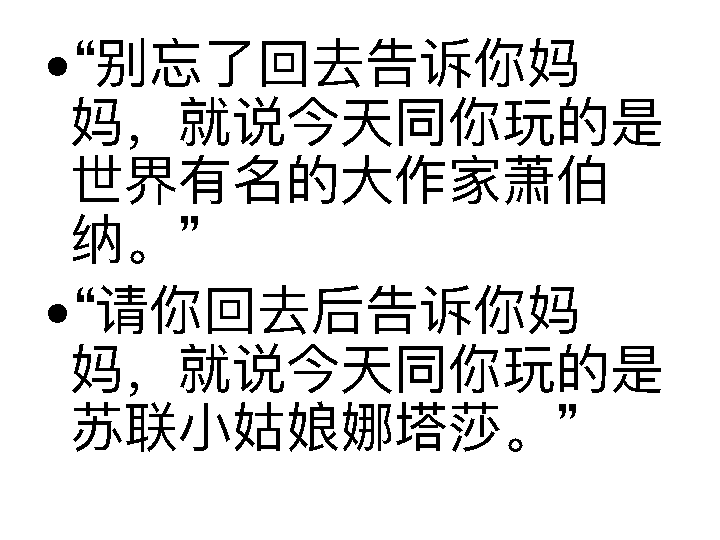 •“别忘了回去告诉你妈
妈，就说今天同你玩的是
世界有名的大作家萧伯
纳。”
•“请你回去后告诉你妈
妈，就说今天同你玩的是
苏联小姑娘娜塔莎。”